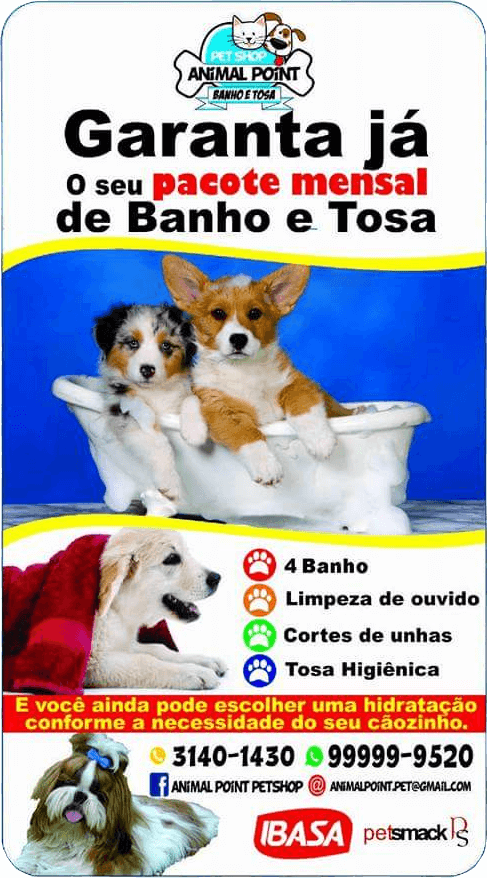 PET SHOP
ANIMAL POINT
BANHO E TOSA
Garanta já
O seu pacote mensal
de Banho e Tosa
4 Banho
Limpeza de ouvido
Cortes de unhas
Tosa Higiênica
E você ainda pode escolher uma hidratação
conforme a necessidade do seu cãozinho.
3140-1430 99999-9520
ANIMAL POINT PETSHOP @ ANIMALPOINT.PET@GMAIL.COM
IBASA petsmack PS